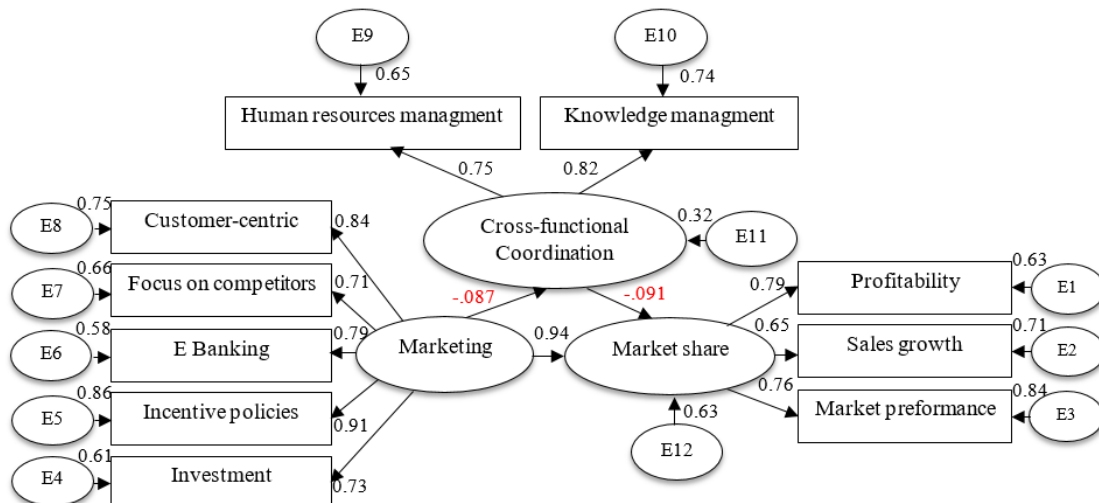 E9
E10
0.65
0.74
Human resources managment
Knowledge managment
0.75
0.82
0.75
E8
Customer-centric
0.84
Cross-functional
Coordination
0.32
E11
0.66
E7
Focus on competitors
0.71
-.087
-.091
0.79
Profitability
0.63
E1
0.58
E6
E Banking
0.79
Marketing
0.94
Market share
0.65
Sales growth
0.71
E2
0.86
E5
Incentive policies
0.91
0.76
Market preformance
0.84
E3
0.63
E12
0.61
E4
Investment
0.73